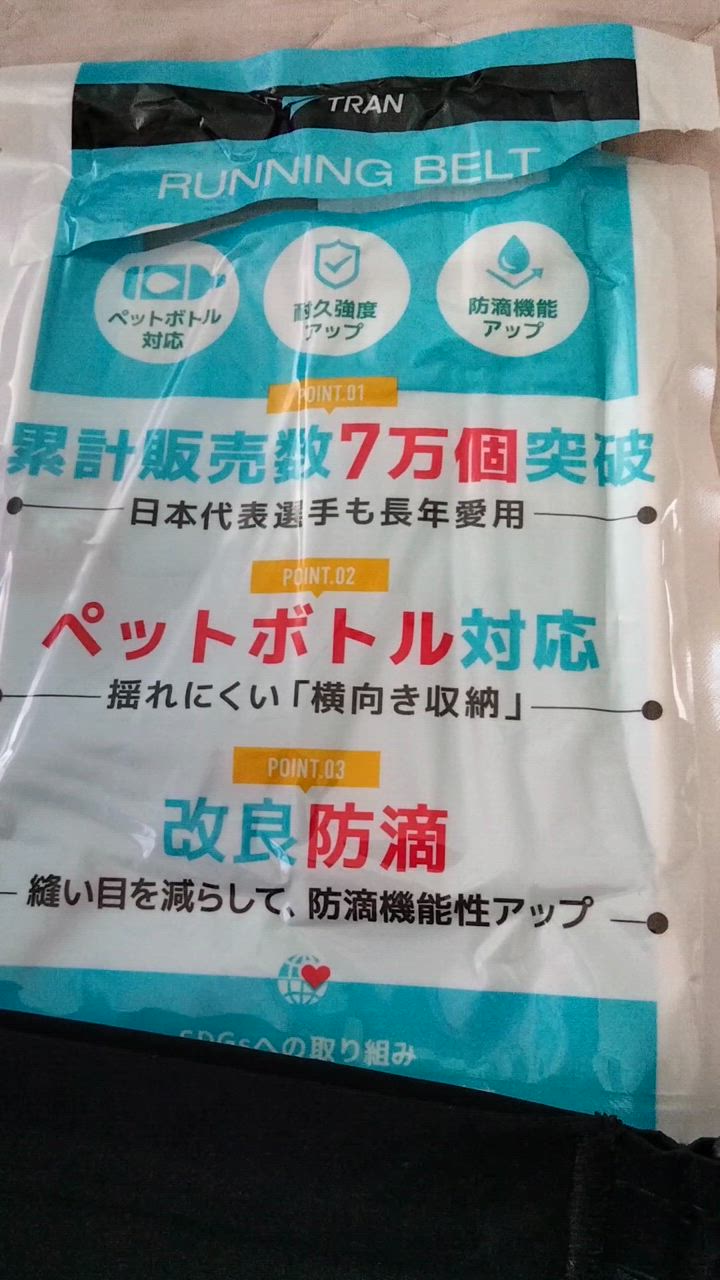 TRAN
RUNNING BELT
ペットボトル
対応
耐久強度
アップ
防滴機能
アップ
POINT.01
累計販売数7万個突破
日本代表選手も長年愛用
POINT.02
ペットボトル対応
揺れにくい「横向き収納」
POINT.03
改良防滴
縫い目を減らして、防滴機能性アップ
SDGsへの取り組み